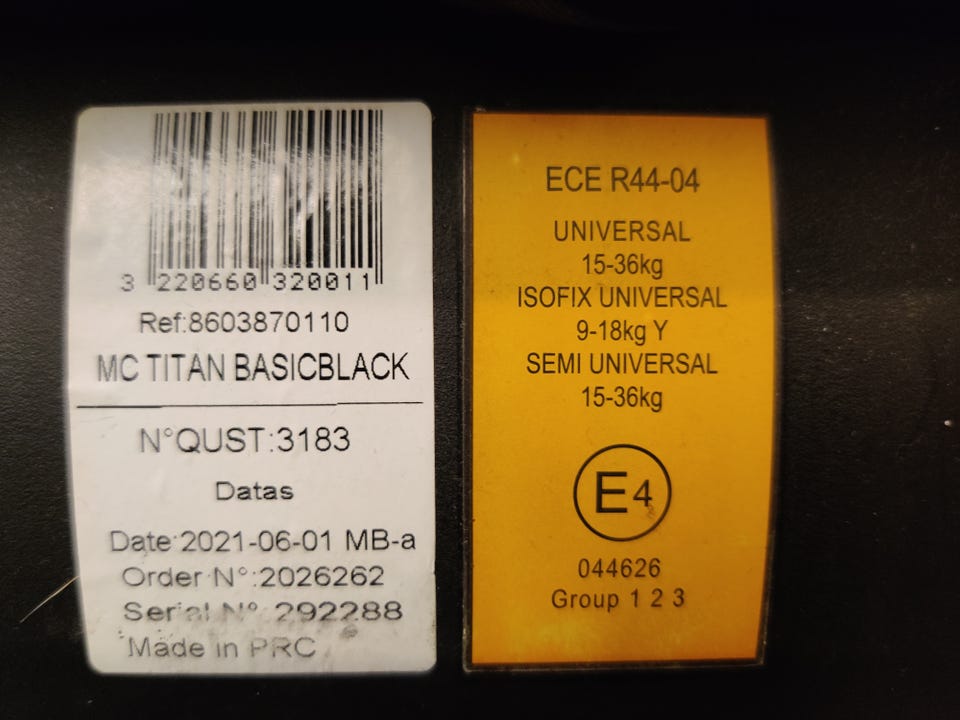 3 220660 320011
Ref:8603870110
MC TITAN BASICBLACK
N°QUST:3183
Datas
Date:2021-06-01 MB-a
Order N°:2026262
Serial N°: 292288
Made in PRC
ECE R44-04
UNIVERSAL
15-36kg
ISOFIX UNIVERSAL
9-18kg Y
SEMI UNIVERSAL
15-36kg
E4
044626
Group 1 2 3